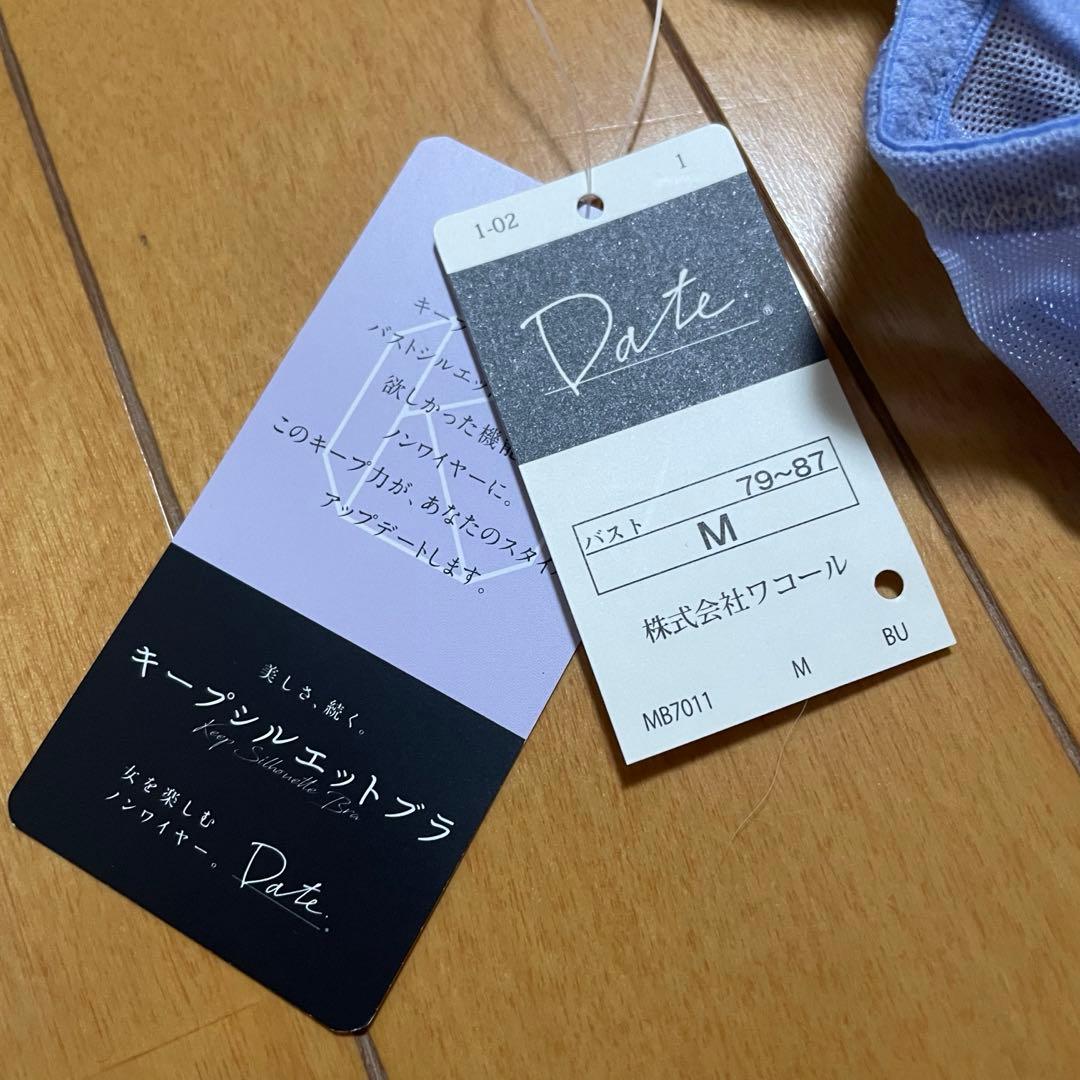 キープ
バストシルエッ
欲しかった機能
ノンワイヤーに。
このキープ力が、あなたのスタイ
アップデートします。
美しさ、続く。
キープシルエットブラ
Keep Silhouette Bra
女を楽しむ
ノンワイヤー。
Date.
1-02
1
Date.
®
バスト
79~87
M
株式会社ワコール
MB7011
M
BU